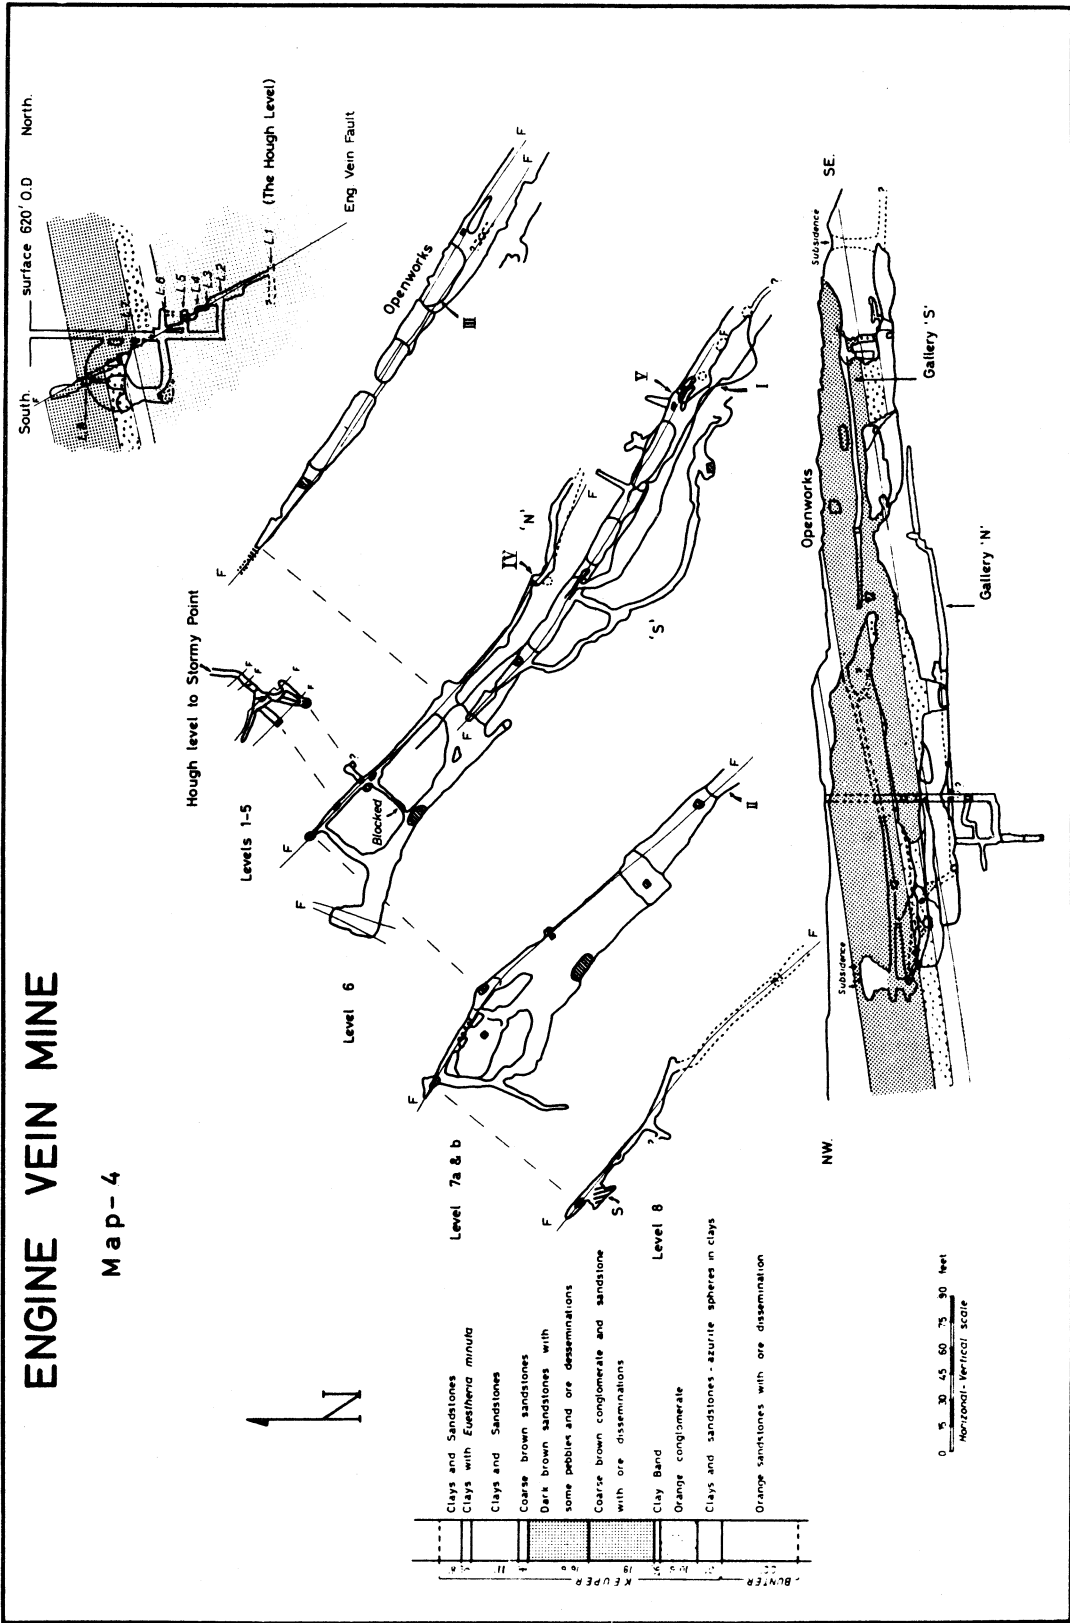 ENGINE VEIN MINE
Map-4
N
South.
surface 620' O.D
North.
L.8
L.7
L.6
L.5
L.4
L.3
L.2
L.1 (The Hough Level)
Eng. Vein Fault
Hough level to Stormy Point
Levels 1-5
Level 6
Level 7a & b
Level 8
Openworks
III
IV
'N'
V
I
'S'
II
Blocked
S
F
F
F
F
F
F
F
F
F
F
F
F
F
F
?
?
?
Clays and Sandstones
Clays with Euestheria minuta
Clays and Sandstones
Coarse brown sandstones
Dark brown sandstones with
some pebbles and ore desseminations
Coarse brown conglomerate and sandstone
with ore disseminations
Clay Band
Orange conglomerate
Clays and sandstones - azurite spheres in clays
Orange sandstones with ore dissemination
KEUPER
BUNTER
11'
19
NW.
SE.
Subsidence
Openworks
Subsidence
Gallery 'N'
Gallery 'S'
?
?
0 15 30 45 60 75 90 feet
Horizonal-Vertical scale